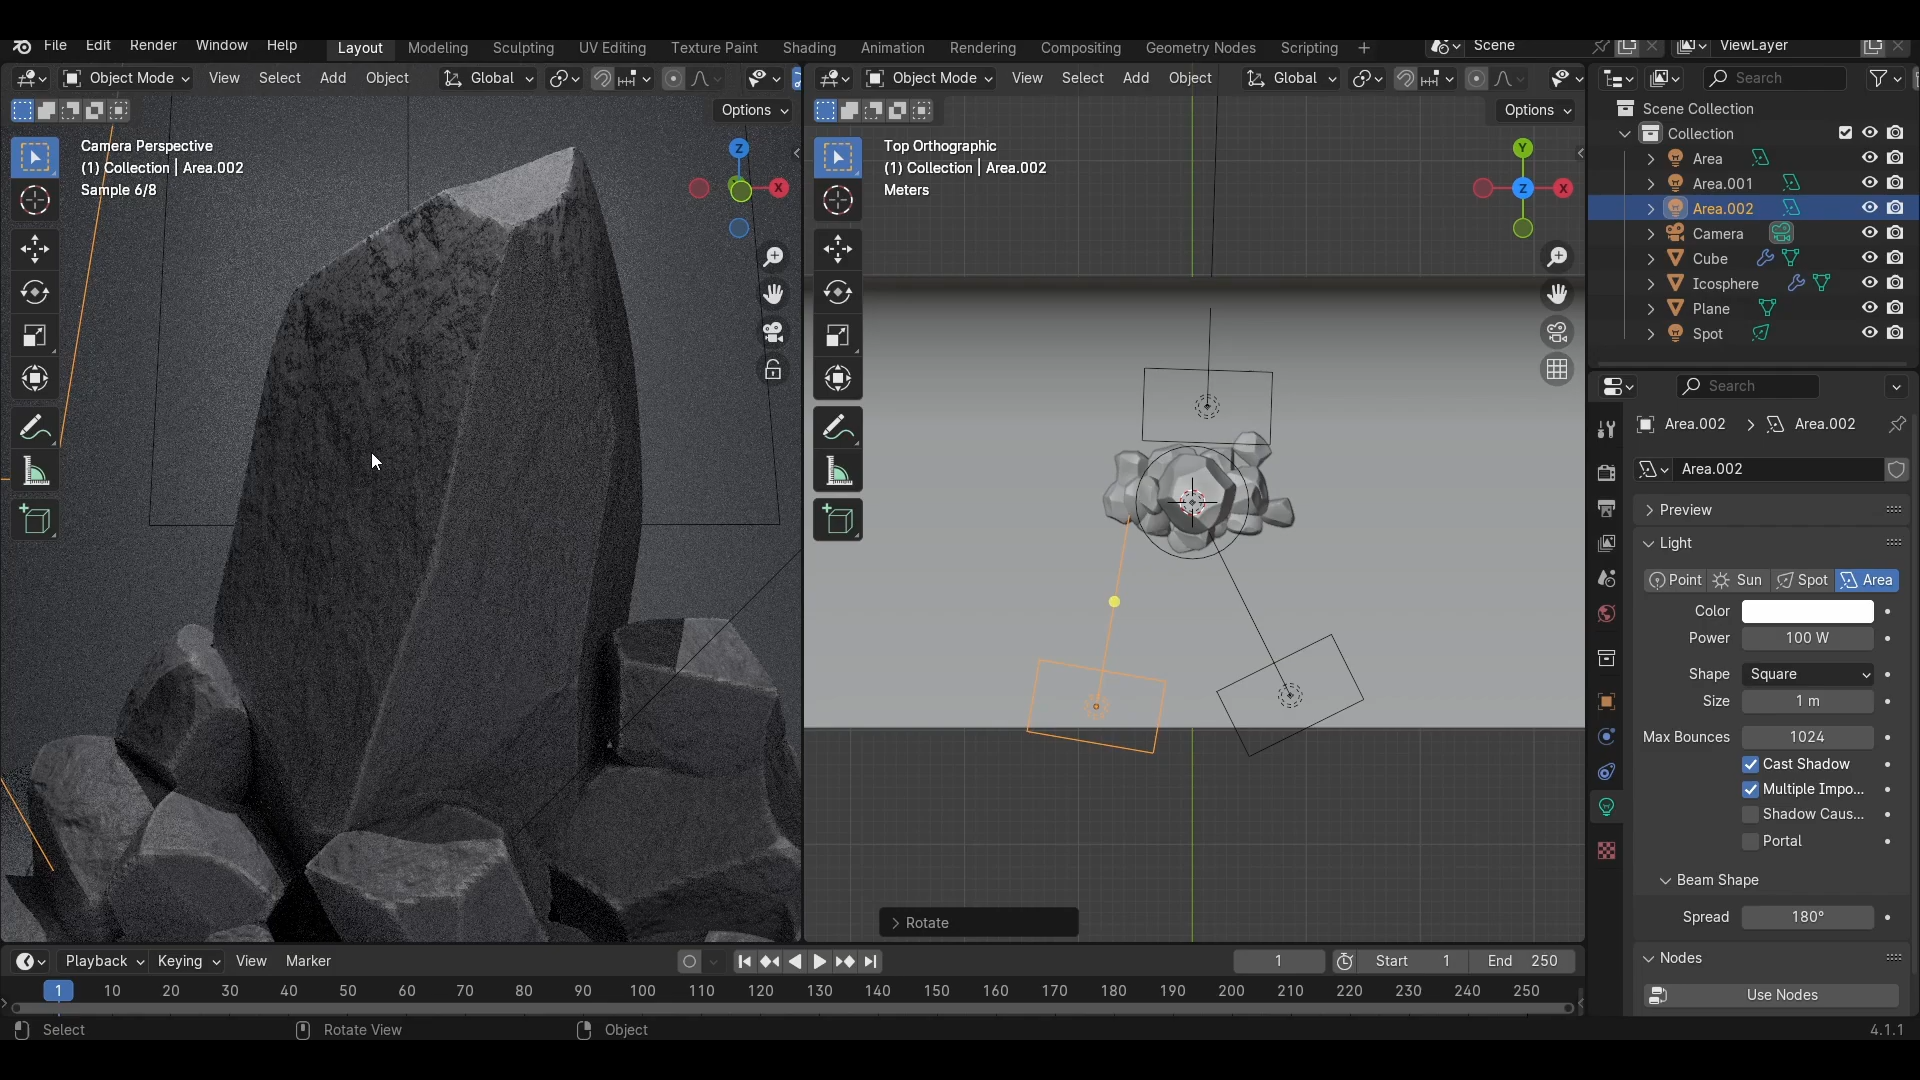 File Edit Render Window Help Layout Modeling Sculpting UV Editing Texture Paint Shading Animation Rendering Compositing Geometry Nodes Scripting + Scene ViewLayer
Object Mode View Select Add Object Global
Object Mode View Select Add Object Global
Search
Options
Options
Camera Perspective
(1) Collection | Area.002
Sample 6/8
Z
X
Top Orthographic
(1) Collection | Area.002
Meters
Y
Z
X
Rotate
Scene Collection
Collection
Area
Area.001
Area.002
Camera
Cube
Icosphere
Plane
Spot
Search
Area.002 > Area.002
Area.002
Preview
Light
Point Sun Spot Area
Color
Power 100 W
Shape Square
Size 1 m
Max Bounces 1024
Cast Shadow
Multiple Impo...
Shadow Caus...
Portal
Beam Shape
Spread 180°
Nodes
Use Nodes
Playback Keying View Marker 1 Start 1 End 250
1 10 20 30 40 50 60 70 80 90 100 110 120 130 140 150 160 170 180 190 200 210 220 230 240 250
Select Rotate View Object 4.1.1